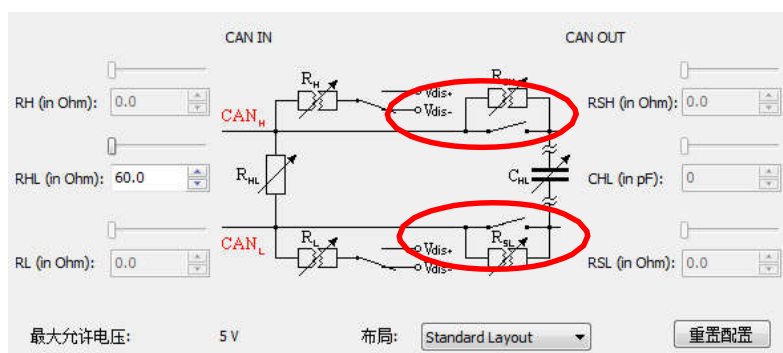 CAN IN
CAN OUT
RH (in Ohm): 0.0
RHL (in Ohm): 60.0
RL (in Ohm): 0.0
RH
Vdis+
Vdis-
CANH
RHL
CHL
CANL
RL
Vdis+
Vdis-
RSL
RSH (in Ohm): 0.0
CHL (in pF): 0
RSL (in Ohm): 0.0
最大允许电压: 5 V
布局: Standard Layout
重置配置